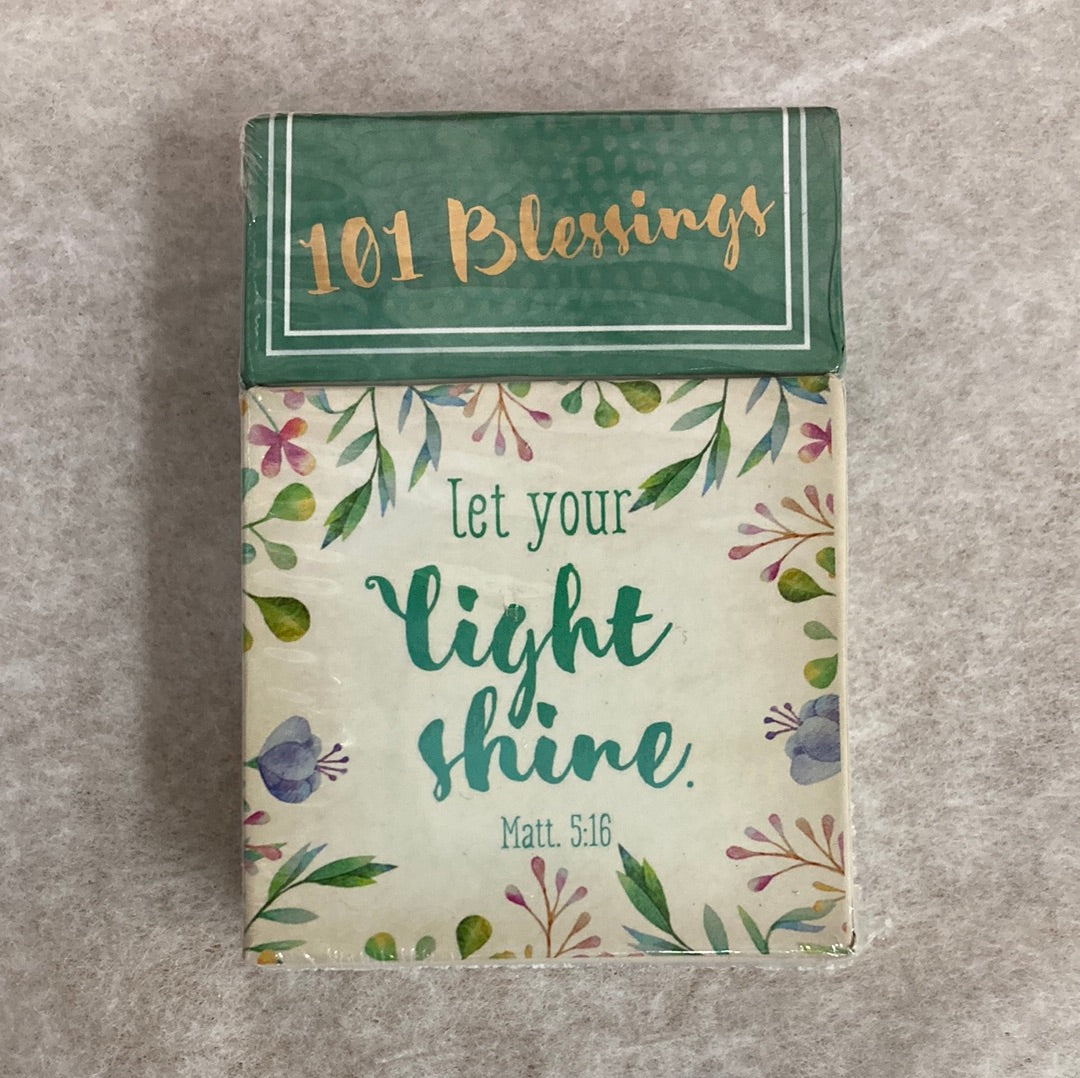 101 Blessings
let your
light
shine.
Matt. 5:16